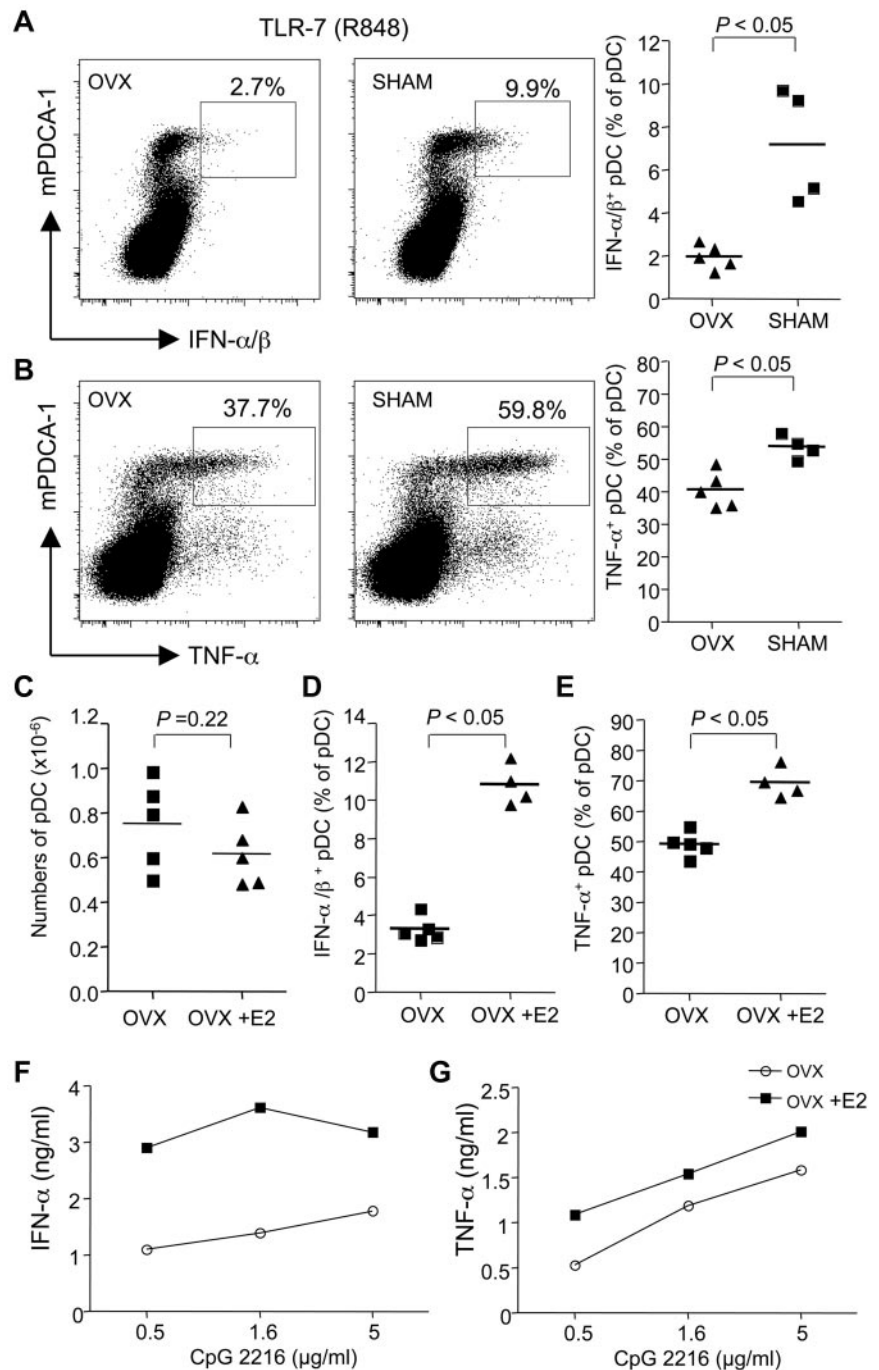 A
TLR-7 (R848)
OVX
2.7%
SHAM
9.9%
mPDCA-1
IFN-α/β
P < 0.05
IFN-α/β⁺ pDC (% of pDC)
12
10
8
6
4
2
0
OVX SHAM
B
OVX
37.7%
SHAM
59.8%
mPDCA-1
TNF-α
P < 0.05
TNF-α⁺ pDC (% of pDC)
80
70
60
50
40
30
20
10
0
OVX SHAM
C
P =0.22
Numbers of pDC (x10⁻⁶)
1.2
1.0
0.8
0.6
0.4
0.2
0.0
OVX OVX +E2
D
P < 0.05
IFN-α/β⁺ pDC (% of pDC)
14
12
10
8
6
4
2
0
OVX OVX +E2
E
P < 0.05
TNF-α⁺ pDC (% of pDC)
90
80
70
60
50
40
30
20
10
0
OVX OVX +E2
F
IFN-α (ng/ml)
4
3
2
1
0
0.5 1.6 5
CpG 2216 (µg/ml)
G
OVX
OVX +E2
TNF-α (ng/ml)
2.5
2
1.5
1
0.5
0
0.5 1.6 5
CpG 2216 (µg/ml)